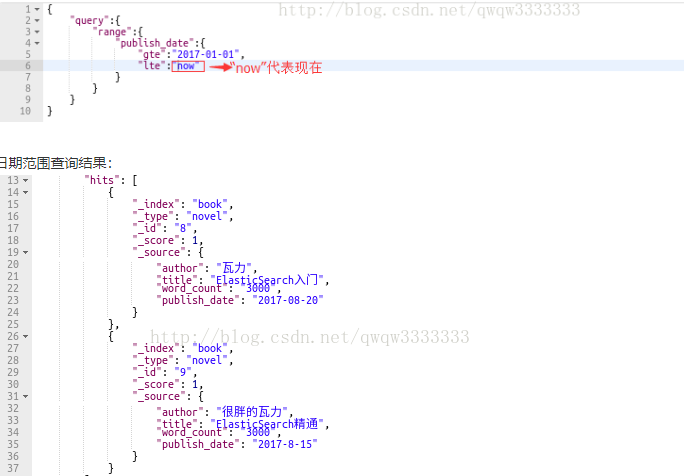 http://blog.csdn.net/qwqw3333333
1 {
2 "query":{
3 "range":{
4 "publish_date":{
5 "gte":"2017-01-01",
6 "lte":"now" "now"代表现在
7 }
8 }
9 }
10 }
日期范围查询结果:
13 "hits": [
14 {
15 "_index": "book",
16 "_type": "novel",
17 "_id": "8",
18 "_score": 1,
19 "_source": {
20 "author": "瓦力",
21 "title": "ElasticSearch入门",
22 "word_count": "3000",
23 "publish_date": "2017-08-20"
24 }
25 },
26 {
http://blog.csdn.net/qwqw3333333
27 "_index": "book",
28 "_type": "novel",
29 "_id": "9",
30 "_score": 1,
31 "_source": {
32 "author": "很胖的瓦力",
33 "title": "ElasticSearch精通",
34 "word_count": "3000",
35 "publish_date": "2017-8-15"
36 }
37 }